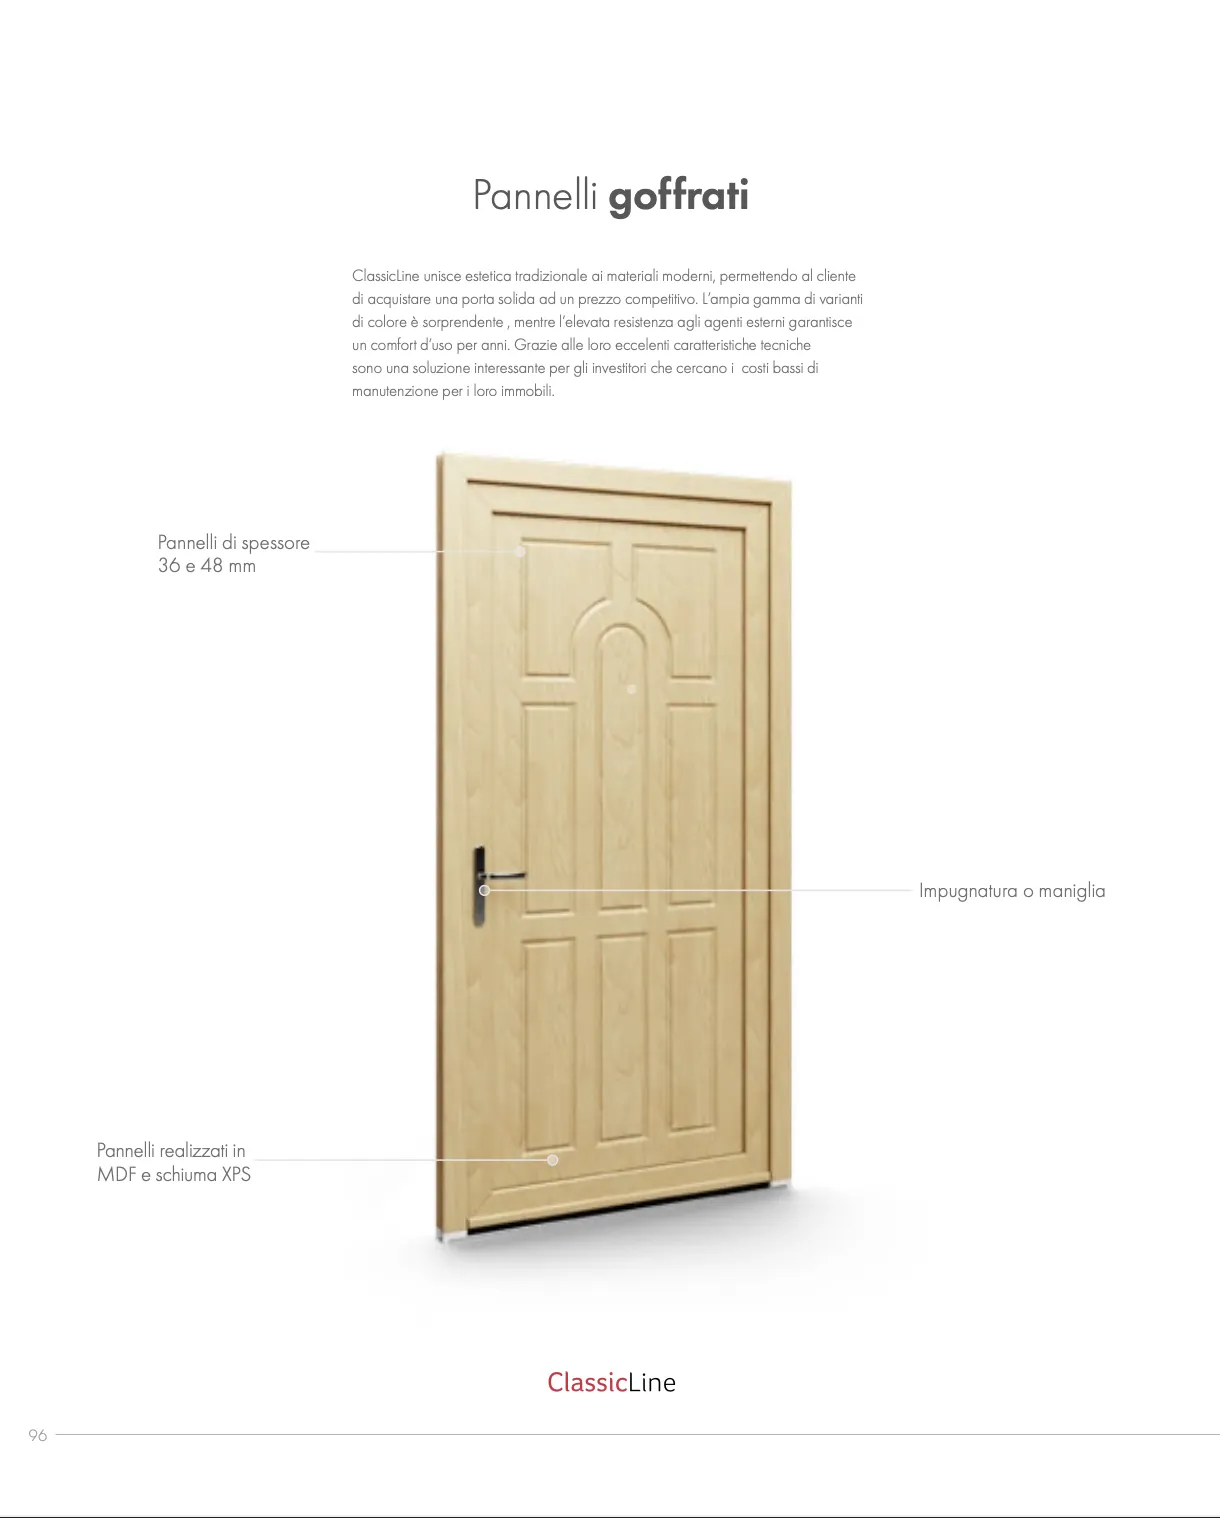 Pannelli goffrati
ClassicLine unisce estetica tradizionale ai materiali moderni, permettendo al cliente
di acquistare una porta solida ad un prezzo competitivo. L’ampia gamma di varianti
di colore è sorprendente , mentre l’elevata resistenza agli agenti esterni garantisce
un comfort d’uso per anni. Grazie alle loro eccelenti caratteristiche tecniche
sono una soluzione interessante per gli investitori che cercano i  costi bassi di
manutenzione per i loro immobili.
Pannelli di spessore
36 e 48 mm
Impugnatura o maniglia
Pannelli realizzati in
MDF e schiuma XPS
ClassicLine
96